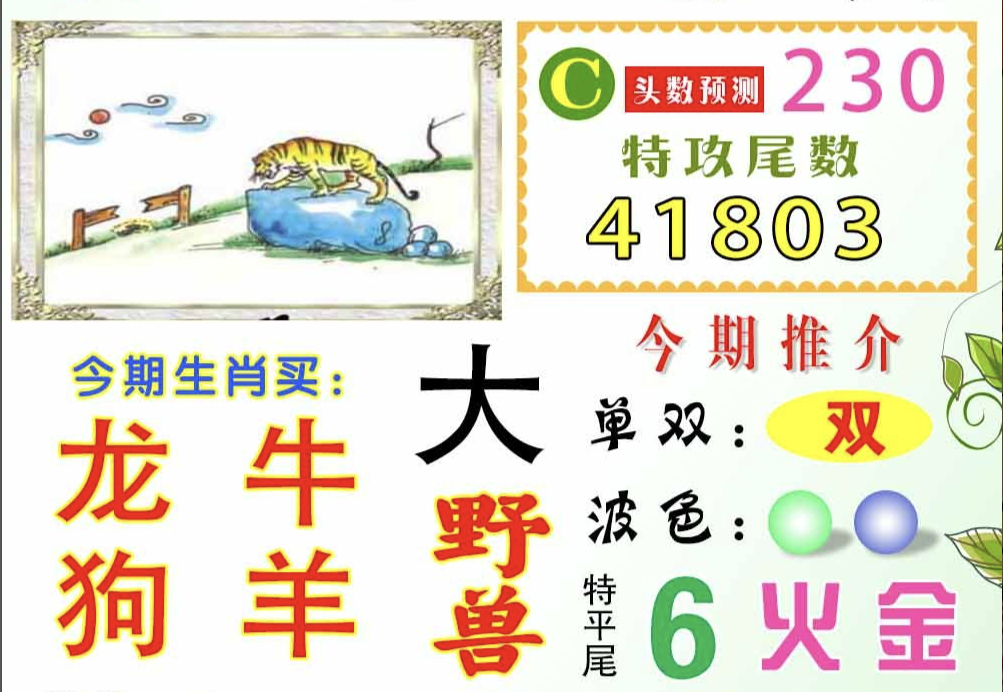 C 头数预测 230
特攻尾数
41803
8
今期生肖买：
龙 牛
狗 羊
大
野
兽
今期推介
单双：双
波色：
特平尾 6 火 金